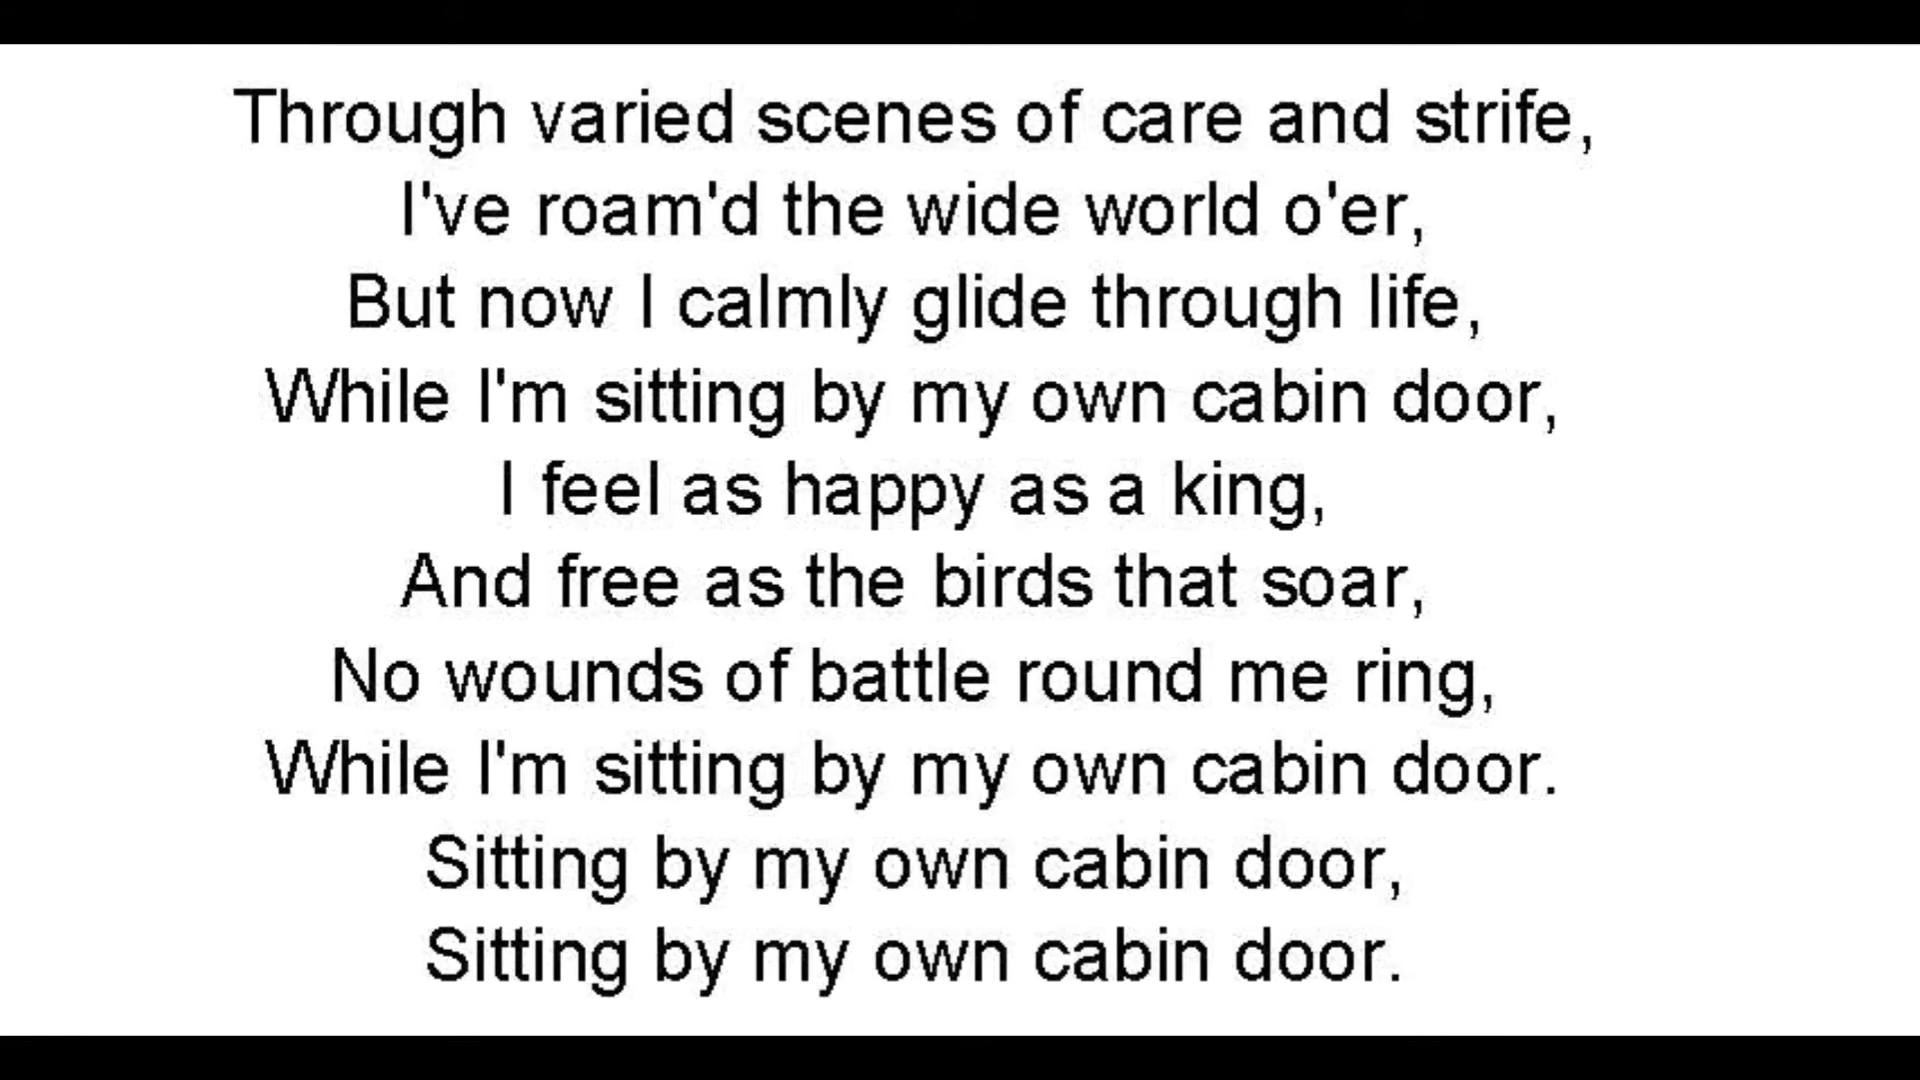 Through varied scenes of care and strife,
I've roam'd the wide world o'er,
But now I calmly glide through life,
While I'm sitting by my own cabin door,
I feel as happy as a king,
And free as the birds that soar,
No wounds of battle round me ring,
While I'm sitting by my own cabin door.
Sitting by my own cabin door,
Sitting by my own cabin door.